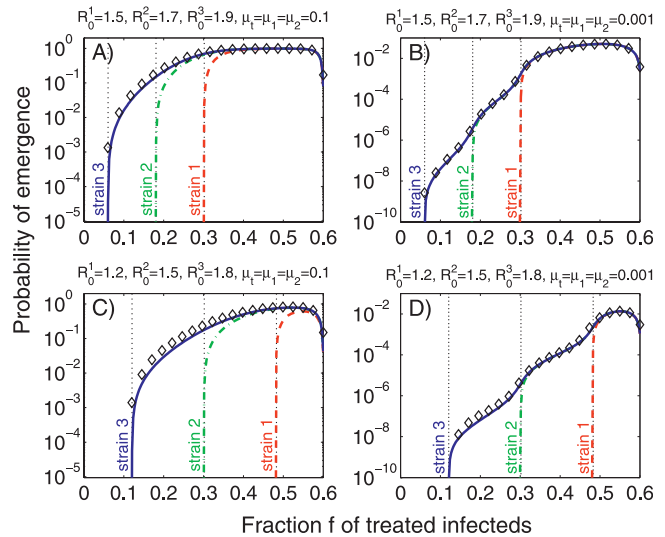 R₀¹=1.5, R₀²=1.7, R₀³=1.9, μₜ=μ₁=μ₂=0.1
R₀¹=1.5, R₀²=1.7, R₀³=1.9, μₜ=μ₁=μ₂=0.001
A)
B)
10⁰
10⁻¹
10⁻²
10⁻³
10⁻⁴
10⁻⁵
strain 3
strain 2
strain 1
0 0.1 0.2 0.3 0.4 0.5 0.6
10⁻²
10⁻⁴
10⁻⁶
10⁻⁸
10⁻¹⁰
strain 3
strain 2
strain 1
0 0.1 0.2 0.3 0.4 0.5 0.6
Probability of emergence
R₀¹=1.2, R₀²=1.5, R₀³=1.8, μₜ=μ₁=μ₂=0.1
R₀¹=1.2, R₀²=1.5, R₀³=1.8, μₜ=μ₁=μ₂=0.001
C)
D)
10⁰
10⁻¹
10⁻²
10⁻³
10⁻⁴
10⁻⁵
strain 3
strain 2
strain 1
0 0.1 0.2 0.3 0.4 0.5 0.6
10⁻²
10⁻⁴
10⁻⁶
10⁻⁸
10⁻¹⁰
strain 3
strain 2
strain 1
0 0.1 0.2 0.3 0.4 0.5 0.6
Fraction f of treated infecteds